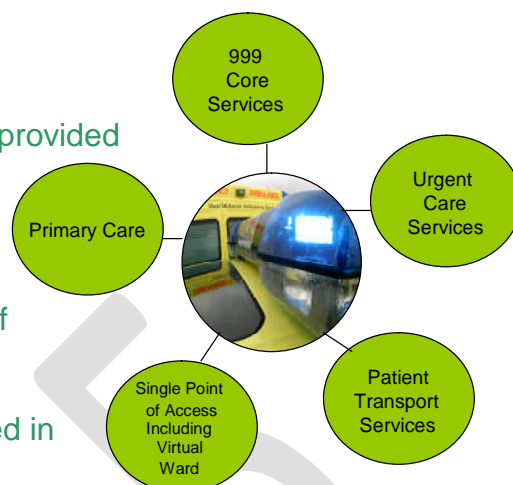 999
Core
Services
provided
Urgent
Care
Services
Primary Care
f
Single Point
of Access
Including
Virtual
Ward
Patient
Transport
Services
ed in